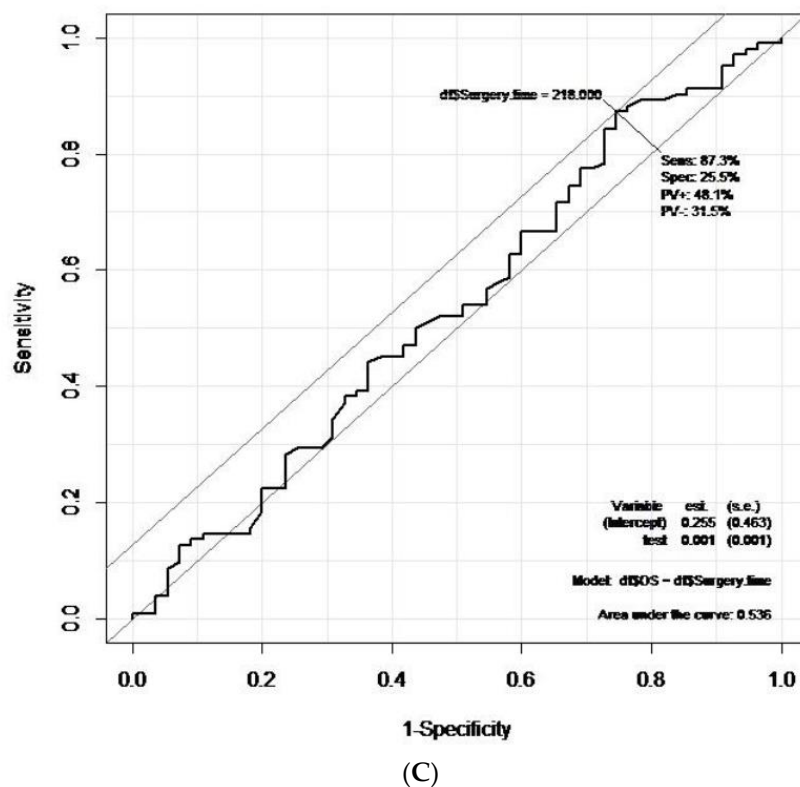 1.0
0.8
0.6
0.4
0.2
0.0
Sensitivity
df$Surgery.time = 218.000
Sens: 87.3%
Spec: 25.5%
PV+: 48.1%
PV-: 31.5%
Variable est. (s.e.)
(Intercept) 0.255 (0.463)
test 0.001 (0.001)
Model: df$OS ~ df$Surgery.time
Area under the curve: 0.536
0.0 0.2 0.4 0.6 0.8 1.0
1-Specificity
(C)